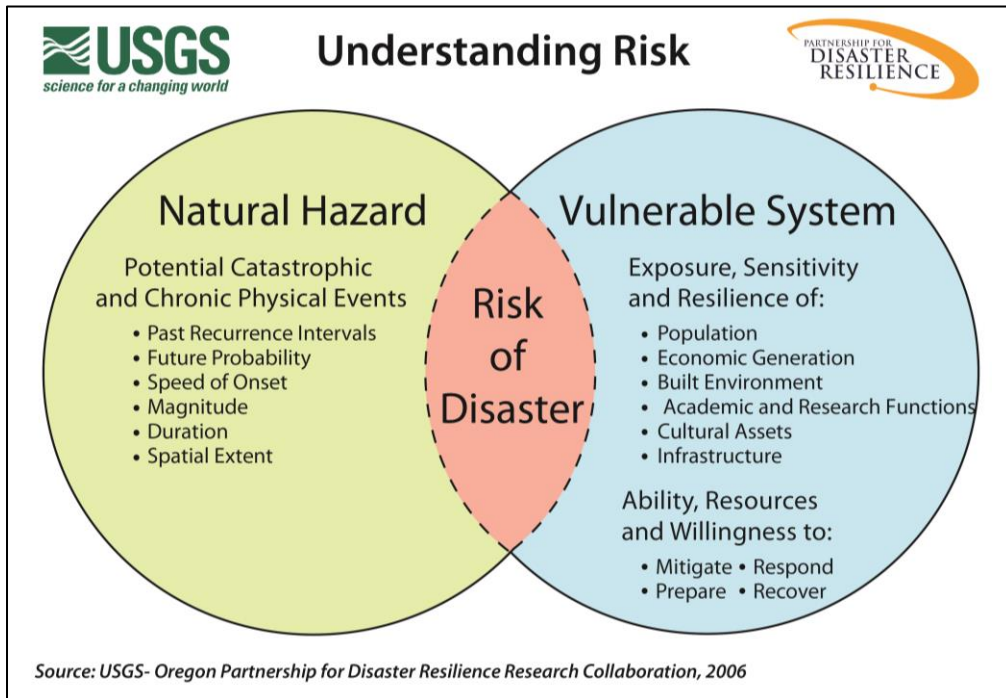 USGS
science for a changing world
Understanding Risk
PARTNERSHIP FOR
DISASTER
RESILIENCE
Natural Hazard
Potential Catastrophic
and Chronic Physical Events
• Past Recurrence Intervals
• Future Probability
• Speed of Onset
• Magnitude
• Duration
• Spatial Extent
Risk
of
Disaster
Vulnerable System
Exposure, Sensitivity
and Resilience of:
• Population
• Economic Generation
• Built Environment
• Academic and Research Functions
• Cultural Assets
• Infrastructure
Ability, Resources
and Willingness to:
• Mitigate • Respond
• Prepare • Recover
Source: USGS- Oregon Partnership for Disaster Resilience Research Collaboration, 2006